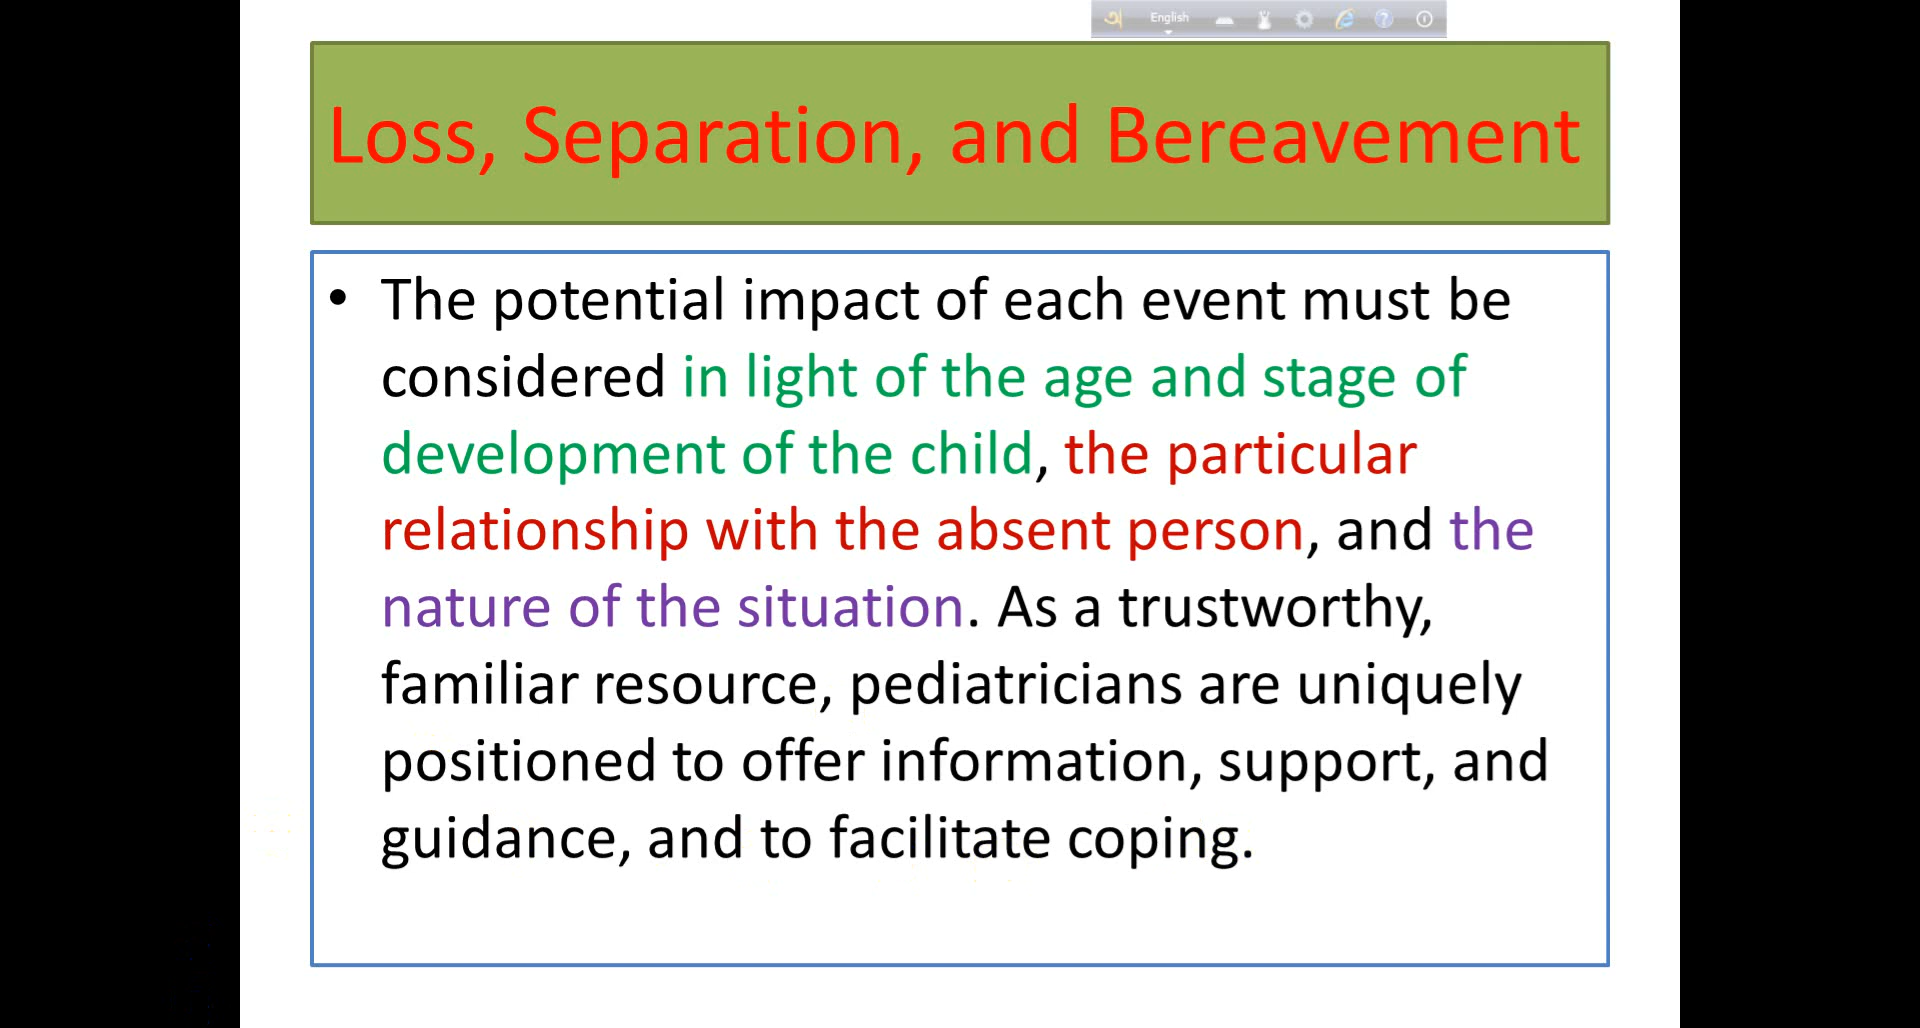 English
Loss, Separation, and Bereavement
• The potential impact of each event must be
considered in light of the age and stage of
development of the child, the particular
relationship with the absent person, and the
nature of the situation. As a trustworthy,
familiar resource, pediatricians are uniquely
positioned to offer information, support, and
guidance, and to facilitate coping.